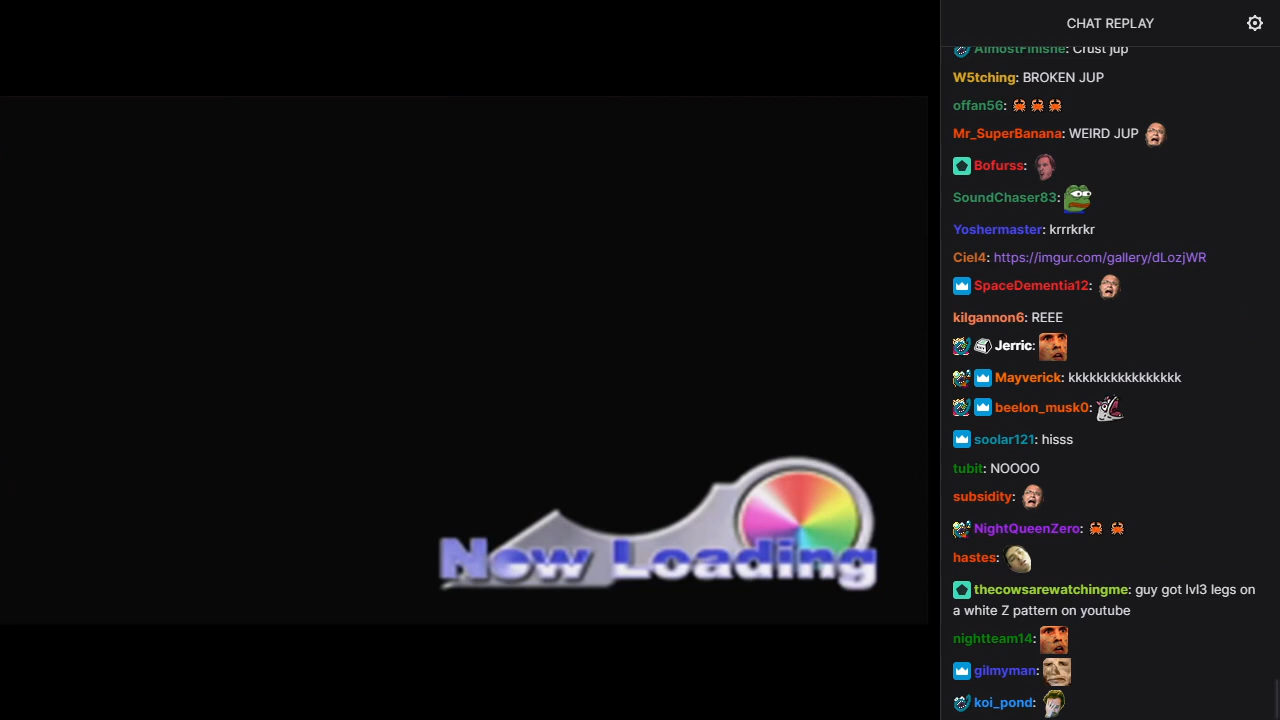 CHAT REPLAY
AlmostFinishe: Crust jup
W5tching: BROKEN JUP
offan56:
Mr_SuperBanana: WEIRD JUP
Bofurss:
SoundChaser83:
Yoshermaster: krrrkrkr
Ciel4: https://imgur.com/gallery/dLozjWR
SpaceDementia12:
kilgannon6: REEE
Jerric:
Mayverick: kkkkkkkkkkkkkkkk
beelon_musk0:
soolar121: hisss
tubit: NOOOO
subsidity:
NightQueenZero:
hastes:
thecowsarewatchingme: guy got lvl3 legs on
a white Z pattern on youtube
nightteam14:
gilmyman:
koi_pond:
Now Loading